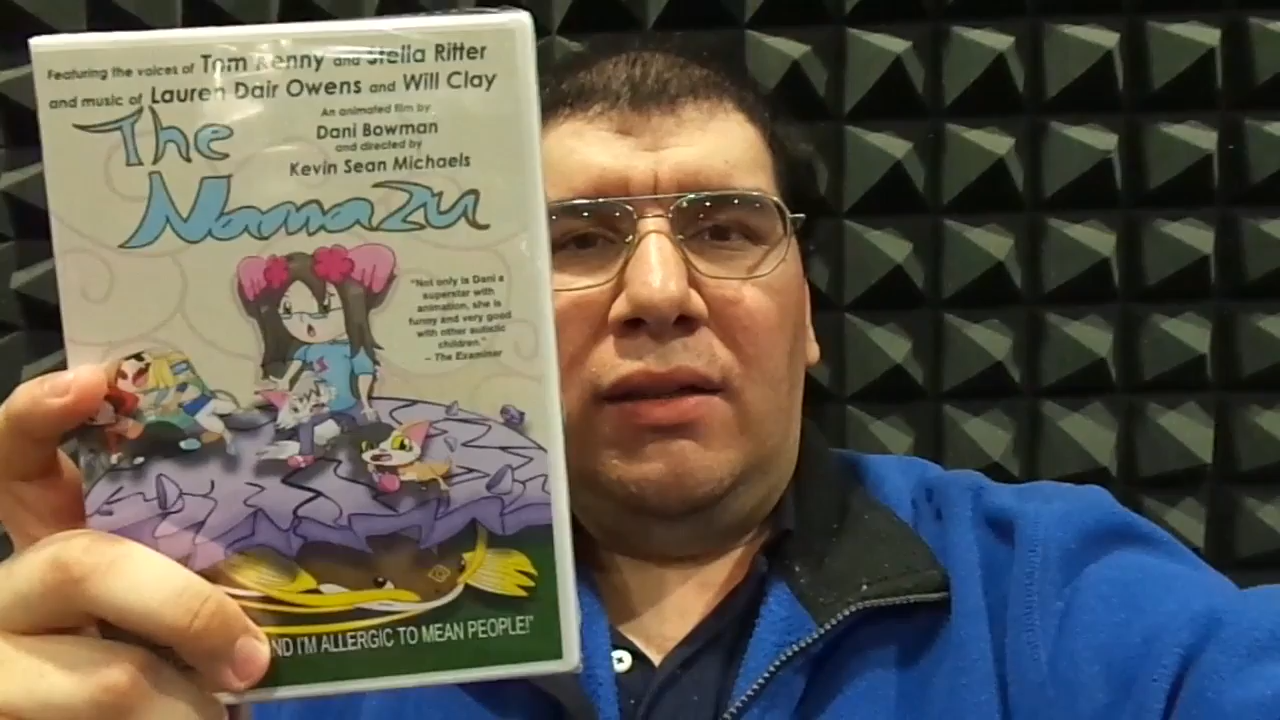 Featuring the voices of Tom Kenny and Stella Ritter
and music of Lauren Dair Owens and Will Clay
An animated film by
Dani Bowman
and directed by
Kevin Sean Michaels
The
Namazu
"Not only is Dani a
superstar with
animation, she is
funny and very good
with other autistic
children."
– The Examiner
ND I'M ALLERGIC TO MEAN PEOPLE!"